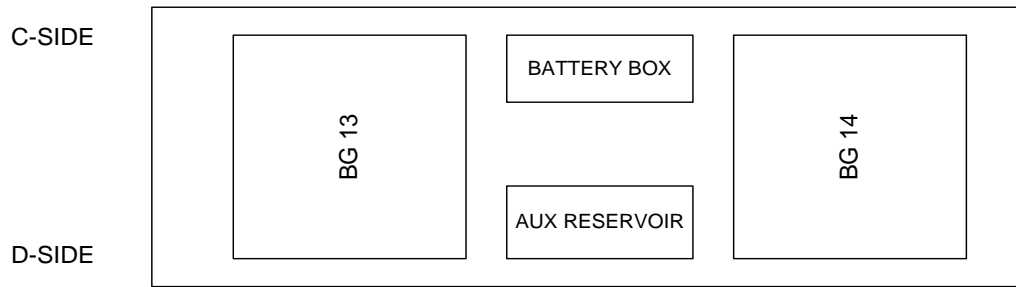 C-SIDE
BATTERY BOX
BG 13
BG 14
AUX RESERVOIR
D-SIDE